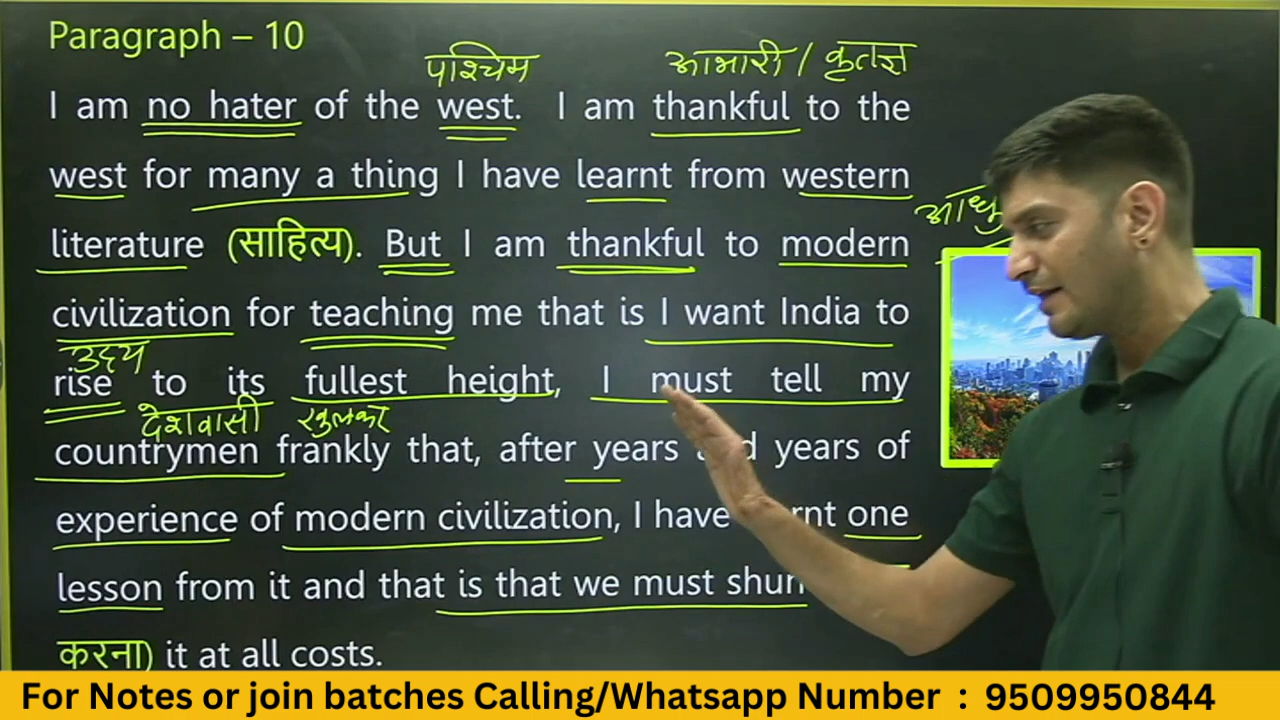 Paragraph – 10
पश्चिम आभारी / कृतज्ञ
I am no hater of the west. I am thankful to the
west for many a thing I have learnt from western
literature (साहित्य). But I am thankful to modern
civilization for teaching me that is I want India to
उदय
rise to its fullest height, I must tell my
देशवासी खुलकर
countrymen frankly that, after years years of
experience of modern civilization, I have one
lesson from it and that is that we must shun
करना) it at all costs.
For Notes or join batches Calling/Whatsapp Number : 9509950844